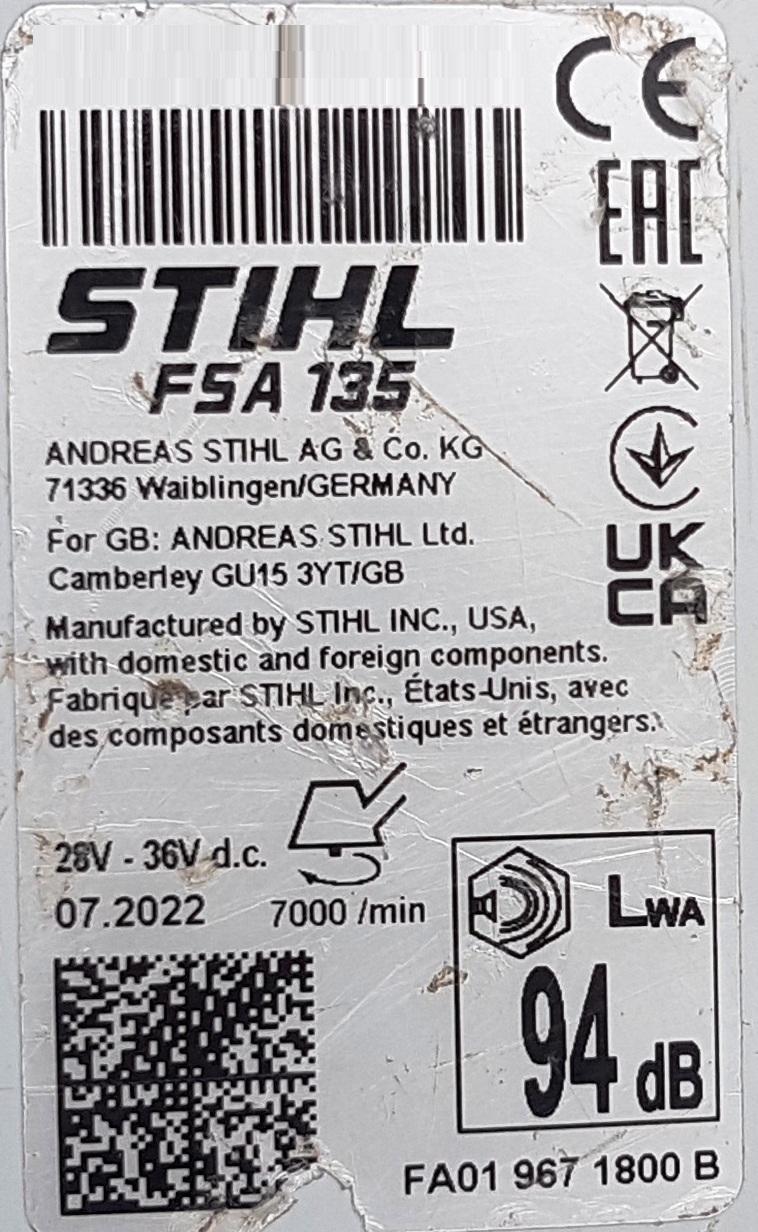 CE
EAC
STIHL
FSA 135
ANDREAS STIHL AG & Co. KG
71336 Waiblingen/GERMANY
For GB: ANDREAS STIHL Ltd.
Camberley GU15 3YT/GB
UK
CA
Manufactured by STIHL INC., USA,
with domestic and foreign components.
Fabriqué par STIHL Inc., États-Unis, avec
des composants domestiques et étrangers.
28V - 36V d.c.
07.2022
7000 /min
LWA
94 dB
FA01 967 1800 B